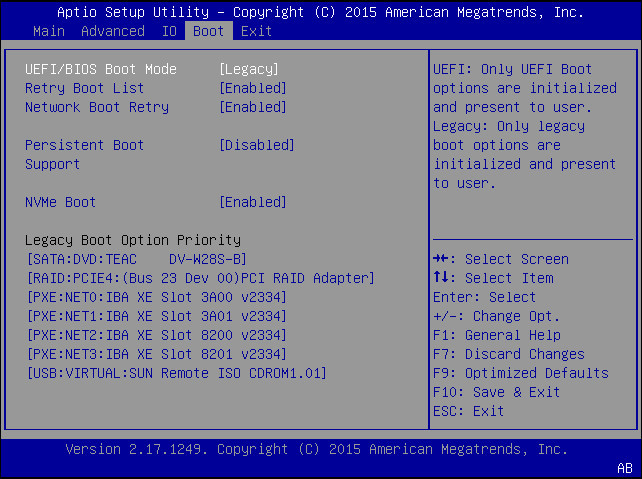 Aptio Setup Utility – Copyright (C) 2015 American Megatrends, Inc.
Main Advanced IO Boot Exit
UEFI/BIOS Boot Mode [Legacy]
Retry Boot List [Enabled]
Network Boot Retry [Enabled]
Persistent Boot [Disabled]
Support
NVMe Boot [Enabled]
Legacy Boot Option Priority
[SATA:DVD:TEAC DV-W28S-B]
[RAID:PCIE4:(Bus 23 Dev 00)PCI RAID Adapter]
[PXE:NET0:IBA XE Slot 3A00 v2334]
[PXE:NET1:IBA XE Slot 3A01 v2334]
[PXE:NET2:IBA XE Slot 8200 v2334]
[PXE:NET3:IBA XE Slot 8201 v2334]
[USB:VIRTUAL:SUN Remote ISO CDROM1.01]
UEFI: Only UEFI Boot
options are initialized
and present to user.
Legacy: Only legacy
boot options are
initialized and present
to user.
→←: Select Screen
↑↓: Select Item
Enter: Select
+/-: Change Opt.
F1: General Help
F7: Discard Changes
F9: Optimized Defaults
F10: Save & Exit
ESC: Exit
Version 2.17.1249. Copyright (C) 2015 American Megatrends, Inc.
AB